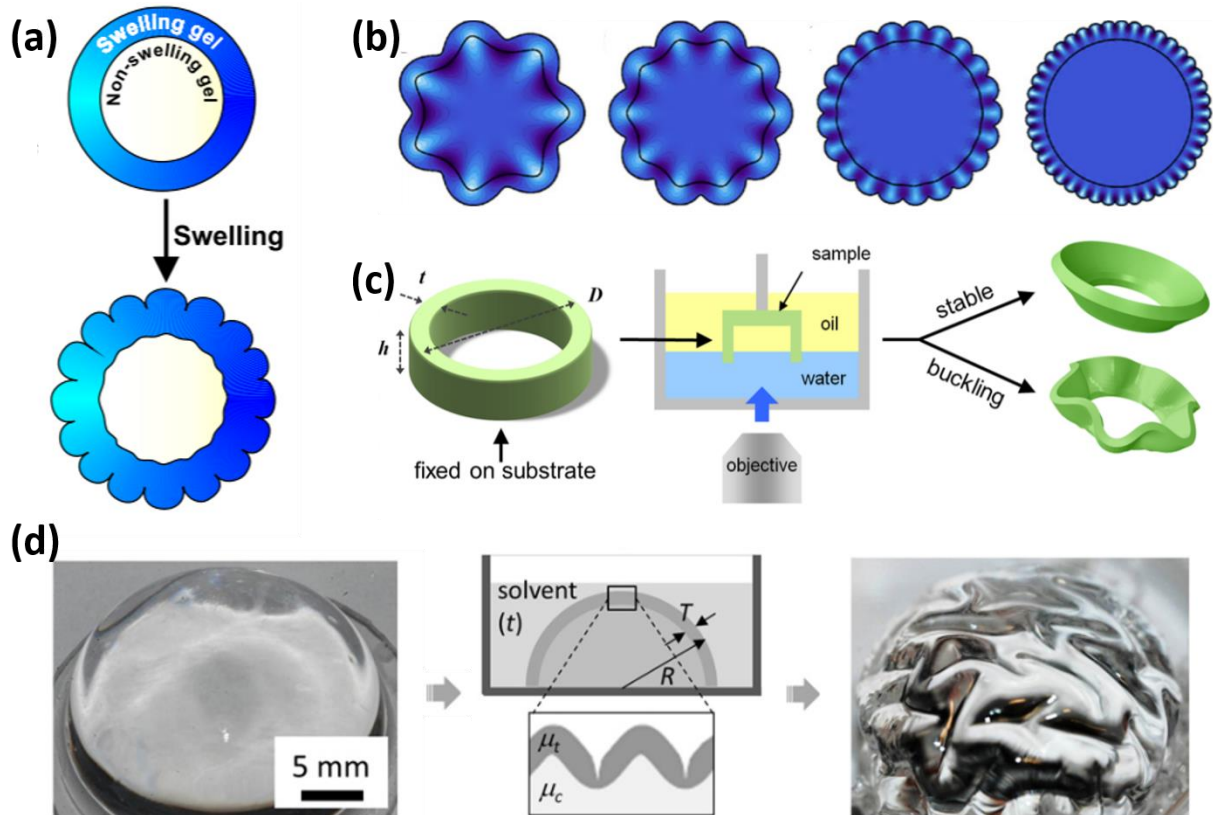 (a)
Swelling gel
Non-swelling gel
Swelling
(b)
(c)
t
D
h
fixed on substrate
sample
oil
water
objective
stable
buckling
(d)
5 mm
solvent
(t)
T
R
μt
μc